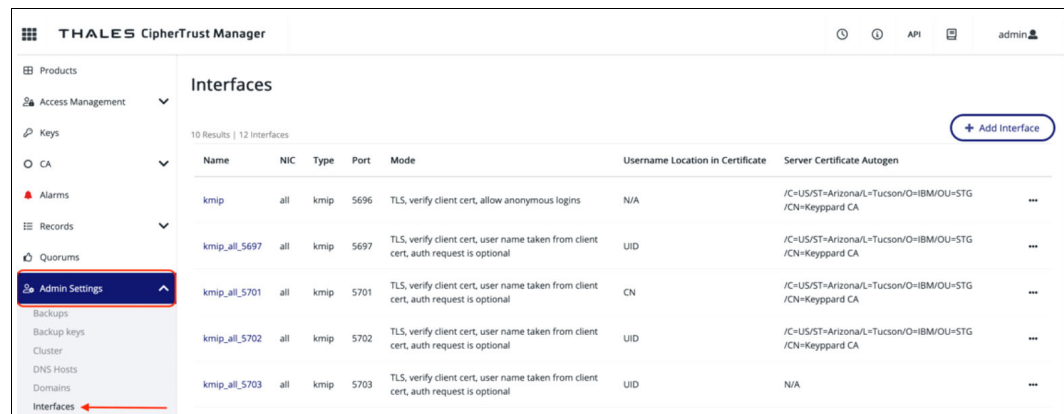 THALES CipherTrust Manager
API
admin
Products
Access Management
Keys
CA
Alarms
Records
Quorums
Admin Settings
Backups
Backup keys
Cluster
DNS Hosts
Domains
Interfaces
Interfaces
10 Results | 12 Interfaces
+ Add Interface
Name NIC Type Port Mode Username Location in Certificate Server Certificate Autogen
kmip all kmip 5696 TLS, verify client cert, allow anonymous logins N/A /C=US/ST=Arizona/L=Tucson/O=IBM/OU=STG
/CN=Keyppard CA
...
kmip_all_5697 all kmip 5697 TLS, verify client cert, user name taken from client
cert, auth request is optional
UID /C=US/ST=Arizona/L=Tucson/O=IBM/OU=STG
/CN=Keyppard CA
...
kmip_all_5701 all kmip 5701 TLS, verify client cert, user name taken from client
cert, auth request is optional
CN /C=US/ST=Arizona/L=Tucson/O=IBM/OU=STG
/CN=Keyppard CA
...
kmip_all_5702 all kmip 5702 TLS, verify client cert, user name taken from client
cert, auth request is optional
UID /C=US/ST=Arizona/L=Tucson/O=IBM/OU=STG
/CN=Keyppard CA
...
kmip_all_5703 all kmip 5703 TLS, verify client cert, user name taken from client
cert, auth request is optional
UID N/A
...